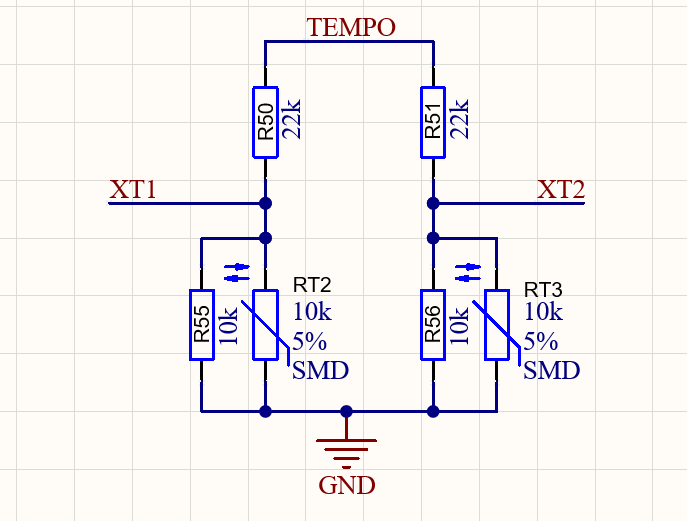 TEMPO
R50
22k
R51
22k
XT1
XT2
R55
10k
RT2
10k
5%
SMD
R56
10k
RT3
10k
5%
SMD
GND